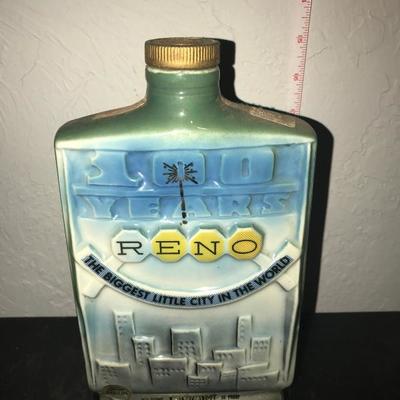 100
YEARS
RENO
THE BIGGEST LITTLE CITY IN THE WORLD